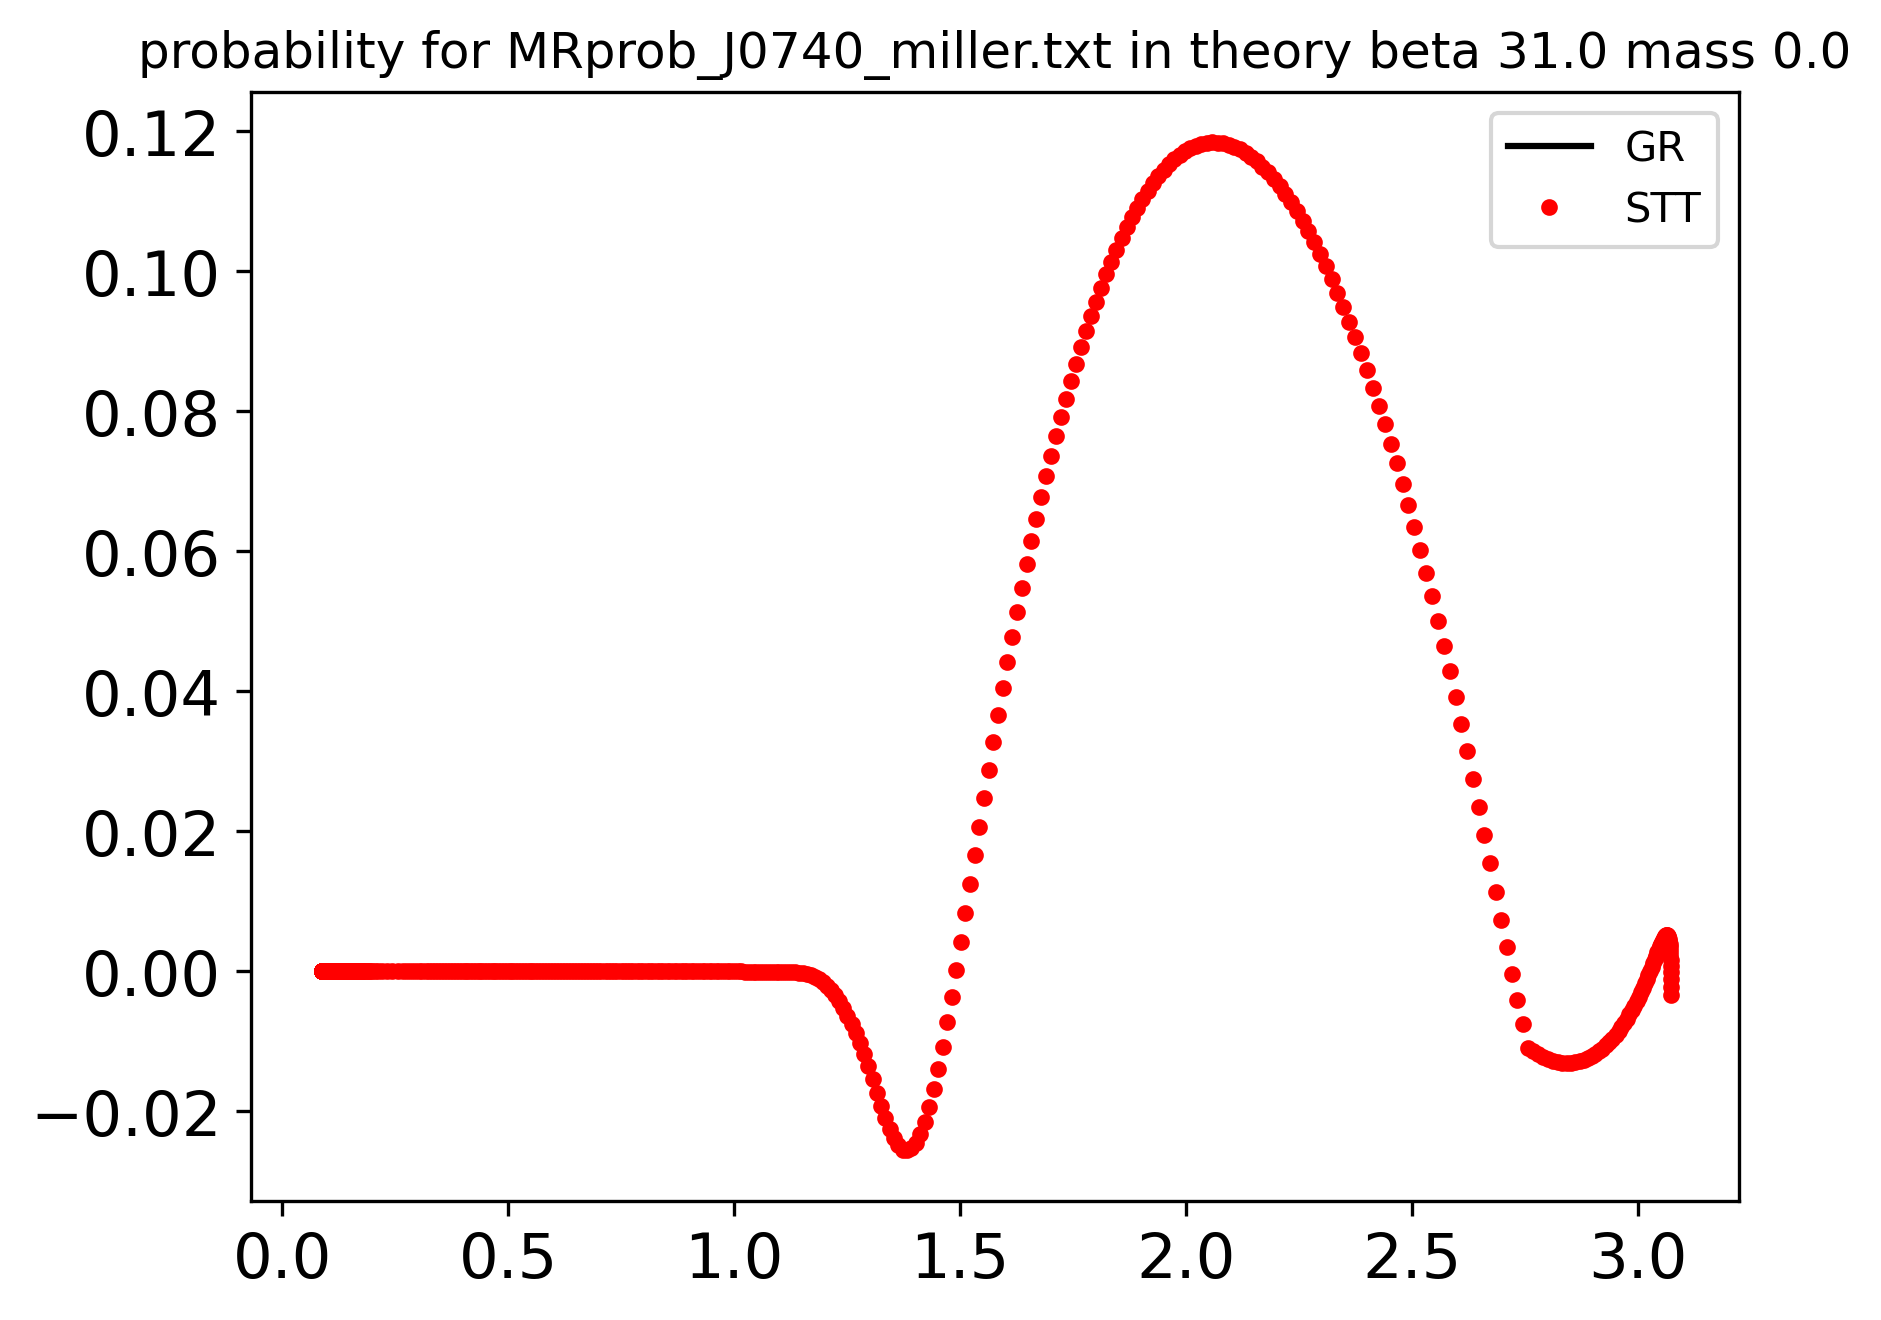 probability for MRprob_J0740_miller.txt in theory beta 31.0 mass 0.0
GR
STT
0.12
0.10
0.08
0.06
0.04
0.02
0.00
−0.02
0.0 0.5 1.0 1.5 2.0 2.5 3.0